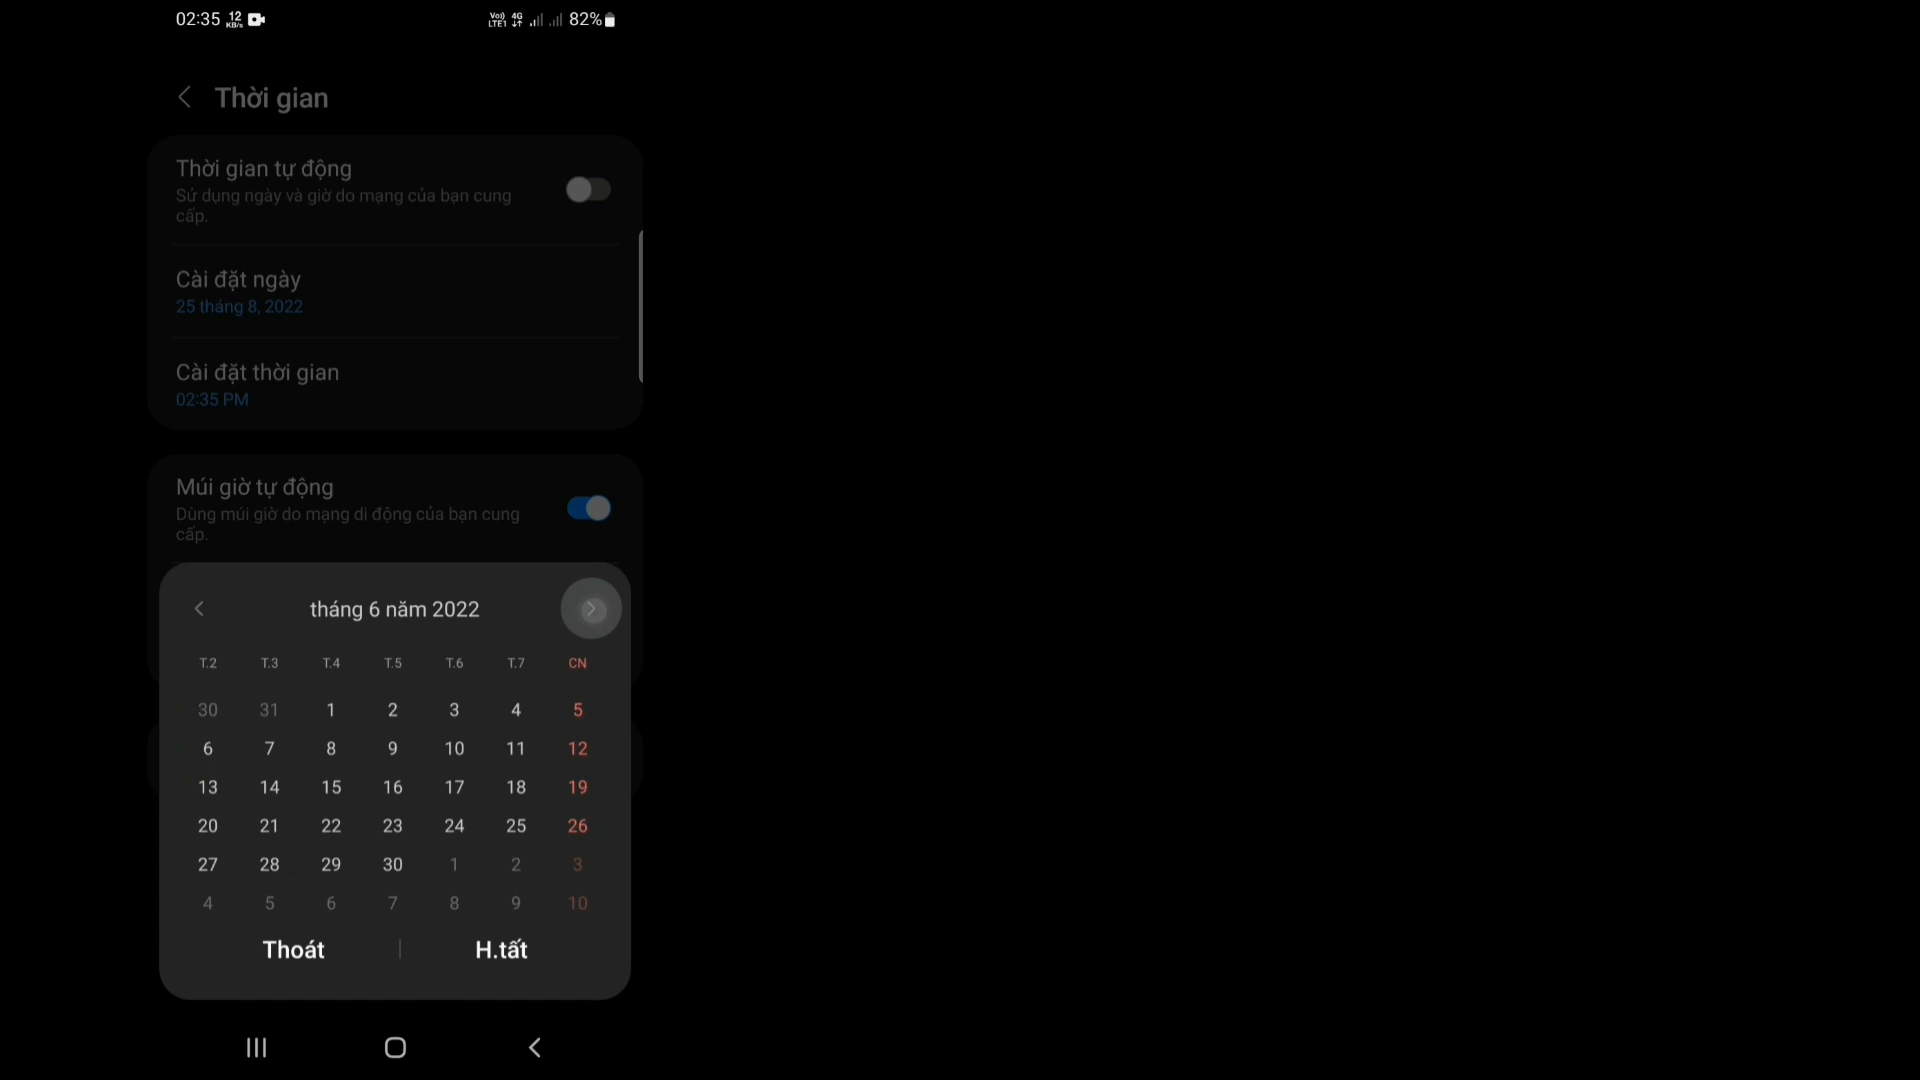 02:35 12 KB/s Vo)) LTE1 4G 82%
Thời gian
Thời gian tự động
Sử dụng ngày và giờ do mạng của bạn cung
cấp.
Cài đặt ngày
25 tháng 8, 2022
Cài đặt thời gian
02:35 PM
Múi giờ tự động
Dùng múi giờ do mạng di động của bạn cung
cấp.
tháng 6 năm 2022
T.2 T.3 T.4 T.5 T.6 T.7 CN
30 31 1 2 3 4 5
6 7 8 9 10 11 12
13 14 15 16 17 18 19
20 21 22 23 24 25 26
27 28 29 30 1 2 3
4 5 6 7 8 9 10
Thoát H.tất